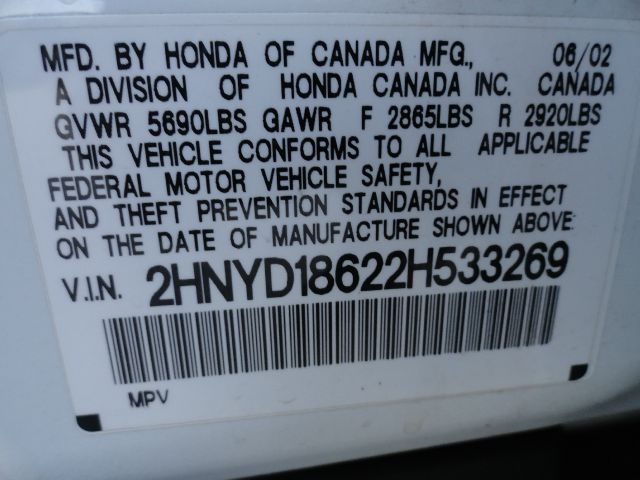 MFD. BY HONDA OF CANADA MFG., 06/02
A DIVISION OF HONDA CANADA INC. CANADA
GVWR 5690LBS GAWR F 2865LBS R 2920LBS
THIS VEHICLE CONFORMS TO ALL APPLICABLE
FEDERAL MOTOR VEHICLE SAFETY,
AND THEFT PREVENTION STANDARDS IN EFFECT
ON THE DATE OF MANUFACTURE SHOWN ABOVE.
V.I.N. 2HNYD18622H533269
MPV